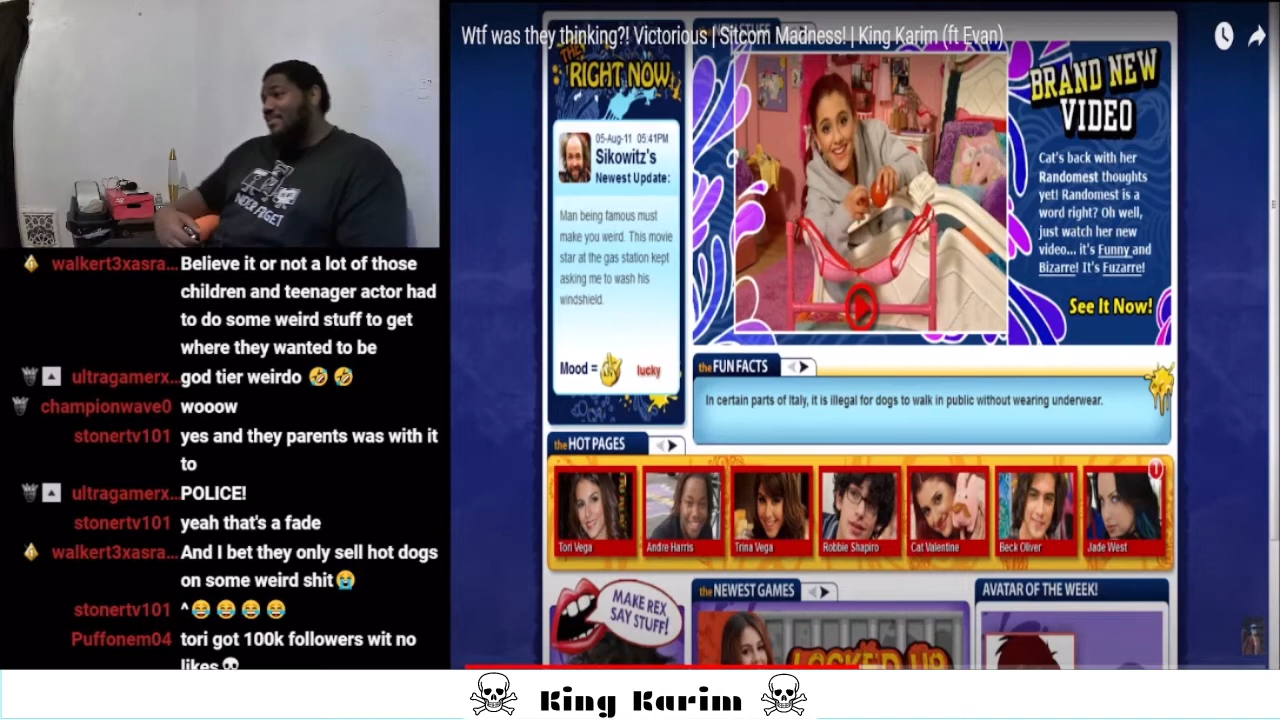 Wtf was they thinking?! Victorious | Sitcom Madness! | King Karim (ft Evan)
walkert3xasra... Believe it or not a lot of those
children and teenager actor had
to do some weird stuff to get
where they wanted to be
ultragamerx... god tier weirdo 🤣 🤣
championwave0 wooow
stonertv101 yes and they parents was with it
to
ultragamerx... POLICE!
stonertv101 yeah that's a fade
walkert3xasra... And I bet they only sell hot dogs
on some weird shit😭
stonertv101 ^😂 😂 😂 😂
Puffonem04 tori got 100k followers wit no
likes💀
RIGHT NOW
05-Aug-11 05:41PM
Sikowitz's
Newest Update:
Man being famous must
make you weird. This movie
star at the gas station kept
asking me to wash his
windshield.
Mood =
lucky
BRAND NEW
VIDEO
Cat's back with her
Randomest thoughts
yet! Randomest is a
word right? Oh well,
just watch her new
video... it's Funny and
Bizarre! It's Fuzarre!
See It Now!
the FUN FACTS
In certain parts of Italy, it is illegal for dogs to walk in public without wearing underwear.
the HOT PAGES
Tori Vega
Andre Harris
Trina Vega
Robbie Shapiro
Cat Valentine
Beck Oliver
Jade West
MAKE REX
SAY STUFF!
the NEWEST GAMES
LOCKED UP
AVATAR OF THE WEEK!
King Karim